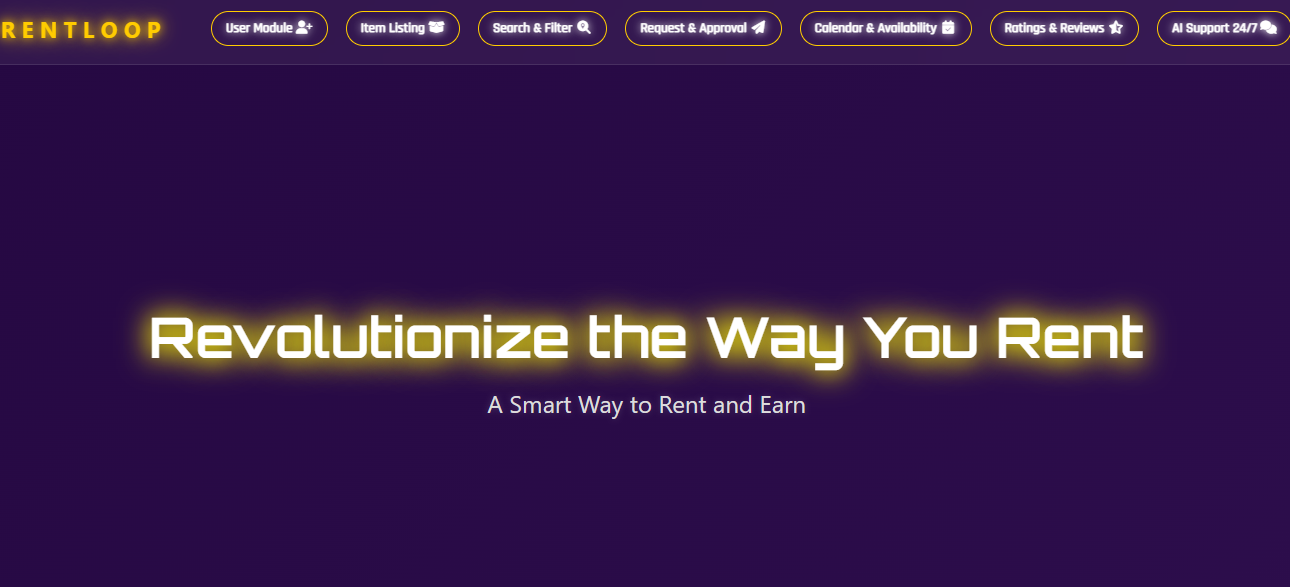 RENTLOOP
User Module
Item Listing
Search & Filter
Request & Approval
Calendar & Availability
Ratings & Reviews
AI Support 24/7
Revolutionize the Way You Rent
A Smart Way to Rent and Earn